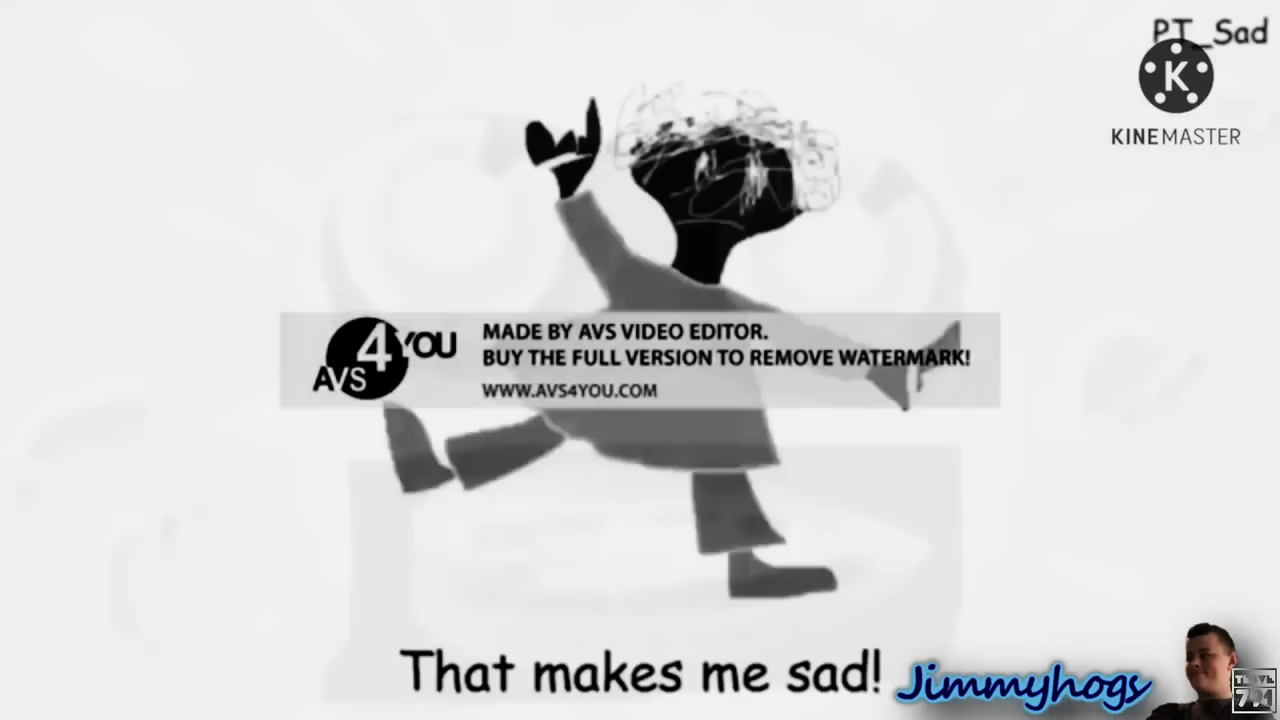 PT_Sad
K
KINEMASTER
AVS4YOU
MADE BY AVS VIDEO EDITOR.
BUY THE FULL VERSION TO REMOVE WATERMARK!
WWW.AVS4YOU.COM
That makes me sad!
Jimmyhogs